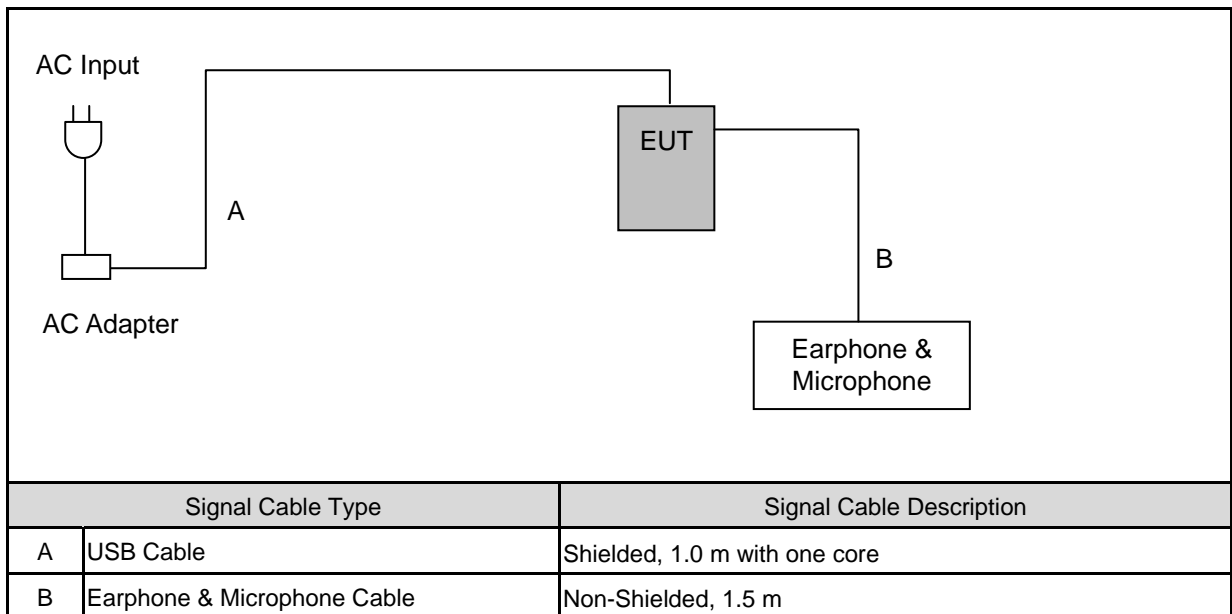 AC Input
EUT
A
B
AC Adapter
Earphone &
Microphone
Signal Cable Type Signal Cable Description
A USB Cable Shielded, 1.0 m with one core
B Earphone & Microphone Cable Non-Shielded, 1.5 m